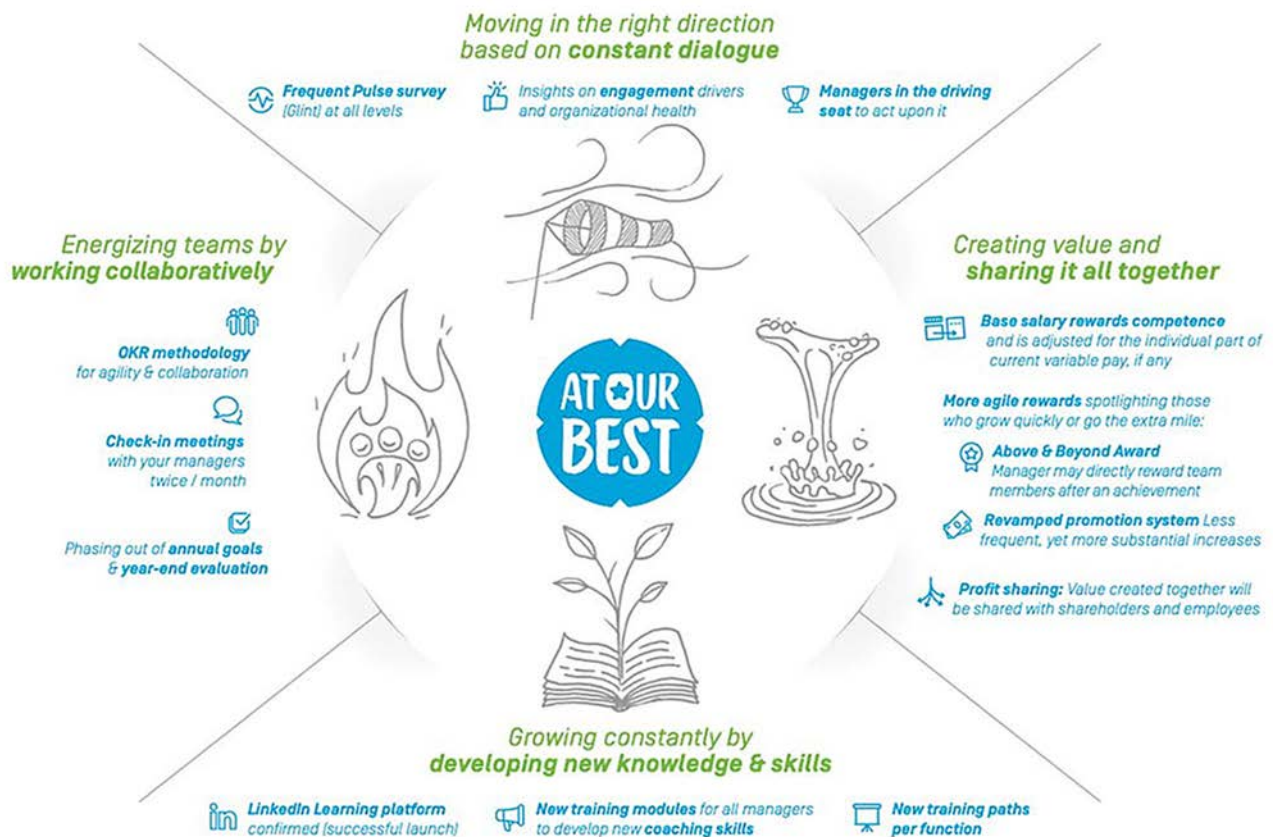 Moving in the right direction
based on constant dialogue
Frequent Pulse survey
(Glint) at all levels
Insights on engagement drivers
and organizational health
Managers in the driving
seat to act upon it
Energizing teams by
working collaboratively
OKR methodology
for agility & collaboration
Check-in meetings
with your managers
twice / month
Phasing out of annual goals
& year-end evaluation
AT OUR
BEST
Creating value and
sharing it all together
Base salary rewards competence
and is adjusted for the individual part of
current variable pay, if any
More agile rewards spotlighting those
who grow quickly or go the extra mile:
Above & Beyond Award
Manager may directly reward team
members after an achievement
Revamped promotion system Less
frequent, yet more substantial increases
Profit sharing: Value created together will
be shared with shareholders and employees
Growing constantly by
developing new knowledge & skills
in
LinkedIn Learning platform
confirmed (successful launch)
New training modules for all managers
to develop new coaching skills
New training paths
per function